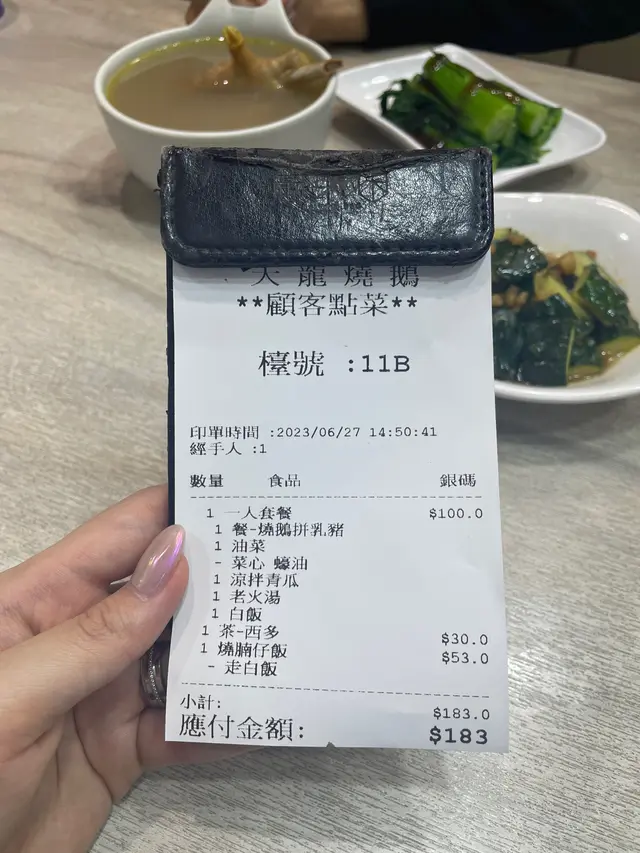 天龍燒鵝
**顧客點菜**
檯號 :11B
印單時間 :2023/06/27 14:50:41
經手人 :1
數量 食品 銀碼
1 一人套餐 $100.0
1 餐-燒鵝拼乳豬
1 油菜
- 菜心 蠔油
1 涼拌青瓜
1 老火湯
1 白飯
1 茶-西多 $30.0
1 燒腩仔飯 $53.0
- 走白飯
小計: $183.0
應付金額: $183